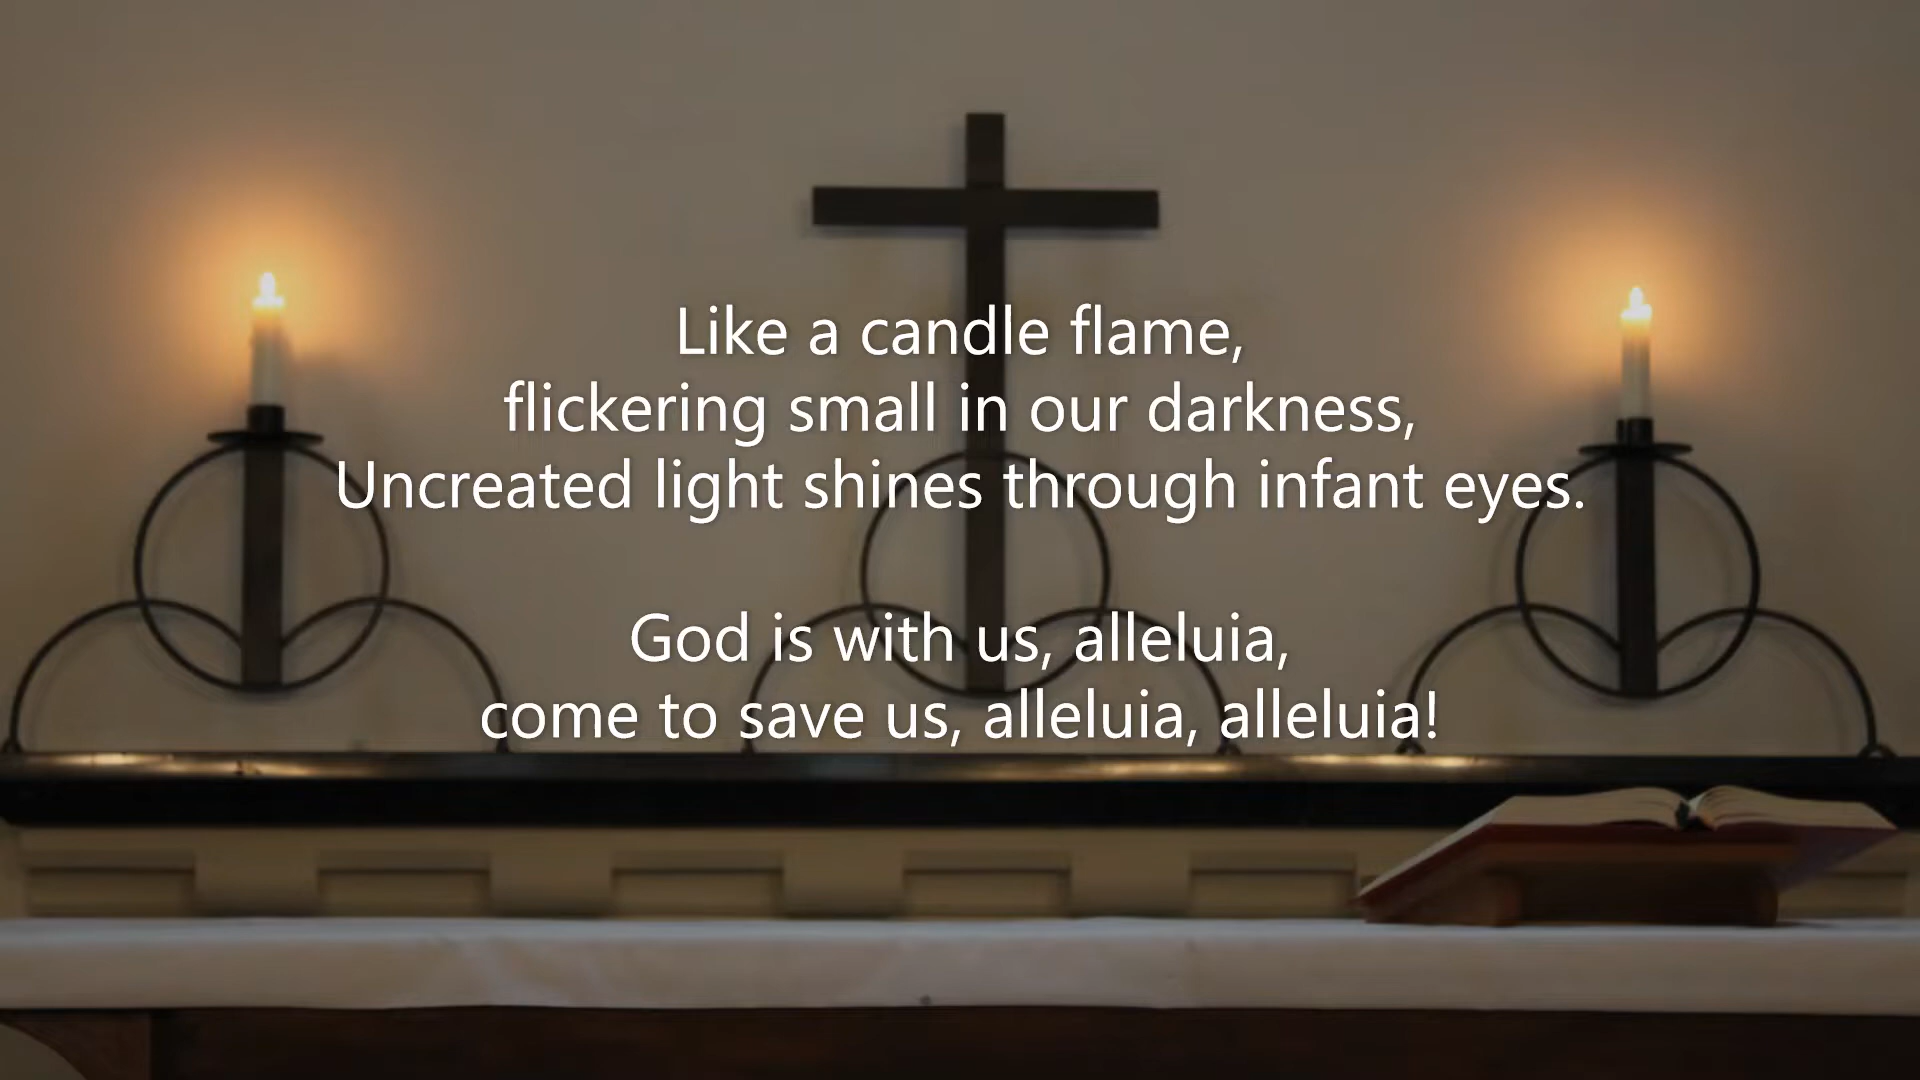 Like a candle flame,
flickering small in our darkness,
Uncreated light shines through infant eyes.
God is with us, alleluia,
come to save us, alleluia, alleluia!